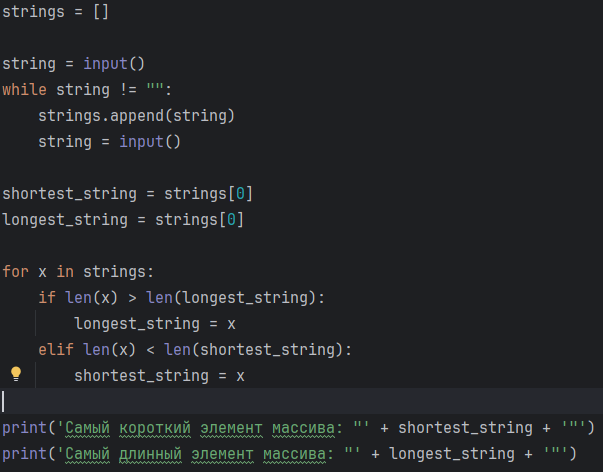 strings = []
string = input()
while string != "":
    strings.append(string)
    string = input()
shortest_string = strings[0]
longest_string = strings[0]
for x in strings:
    if len(x) > len(longest_string):
        longest_string = x
    elif len(x) < len(shortest_string):
        shortest_string = x
print('Самый короткий элемент массива: "' + shortest_string + '"')
print('Самый длинный элемент массива: "' + longest_string + '"')